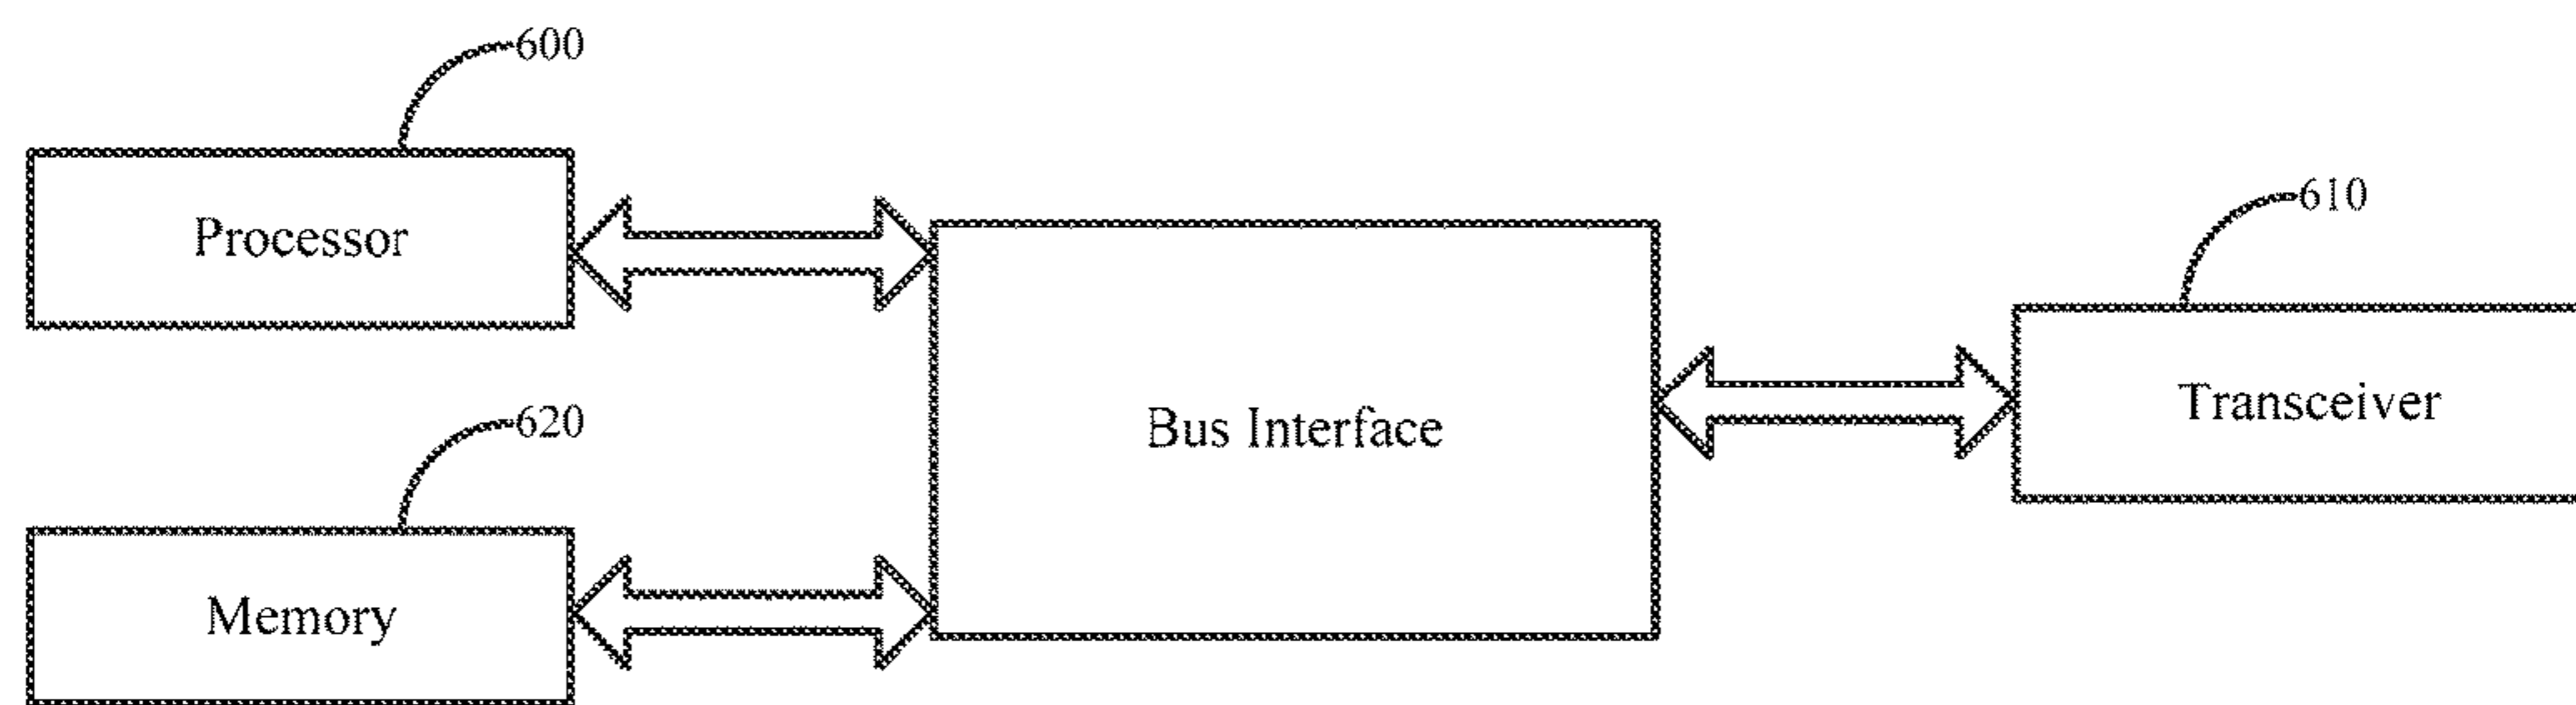 600
Processor
610
Transceiver
620
Bus Interface
Memory